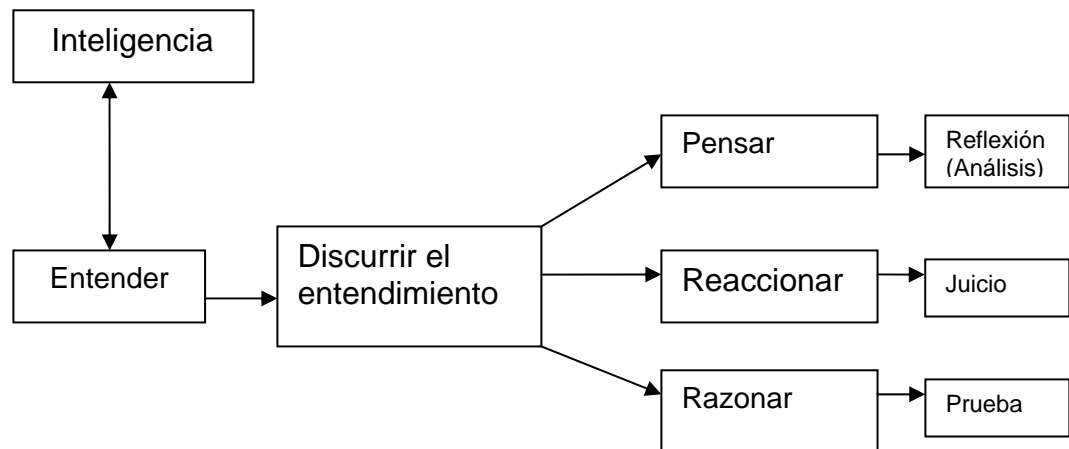 Inteligencia
Entender
Discurrir el
entendimiento
Pensar
Reflexión
(Análisis)
Reaccionar
Juicio
Razonar
Prueba